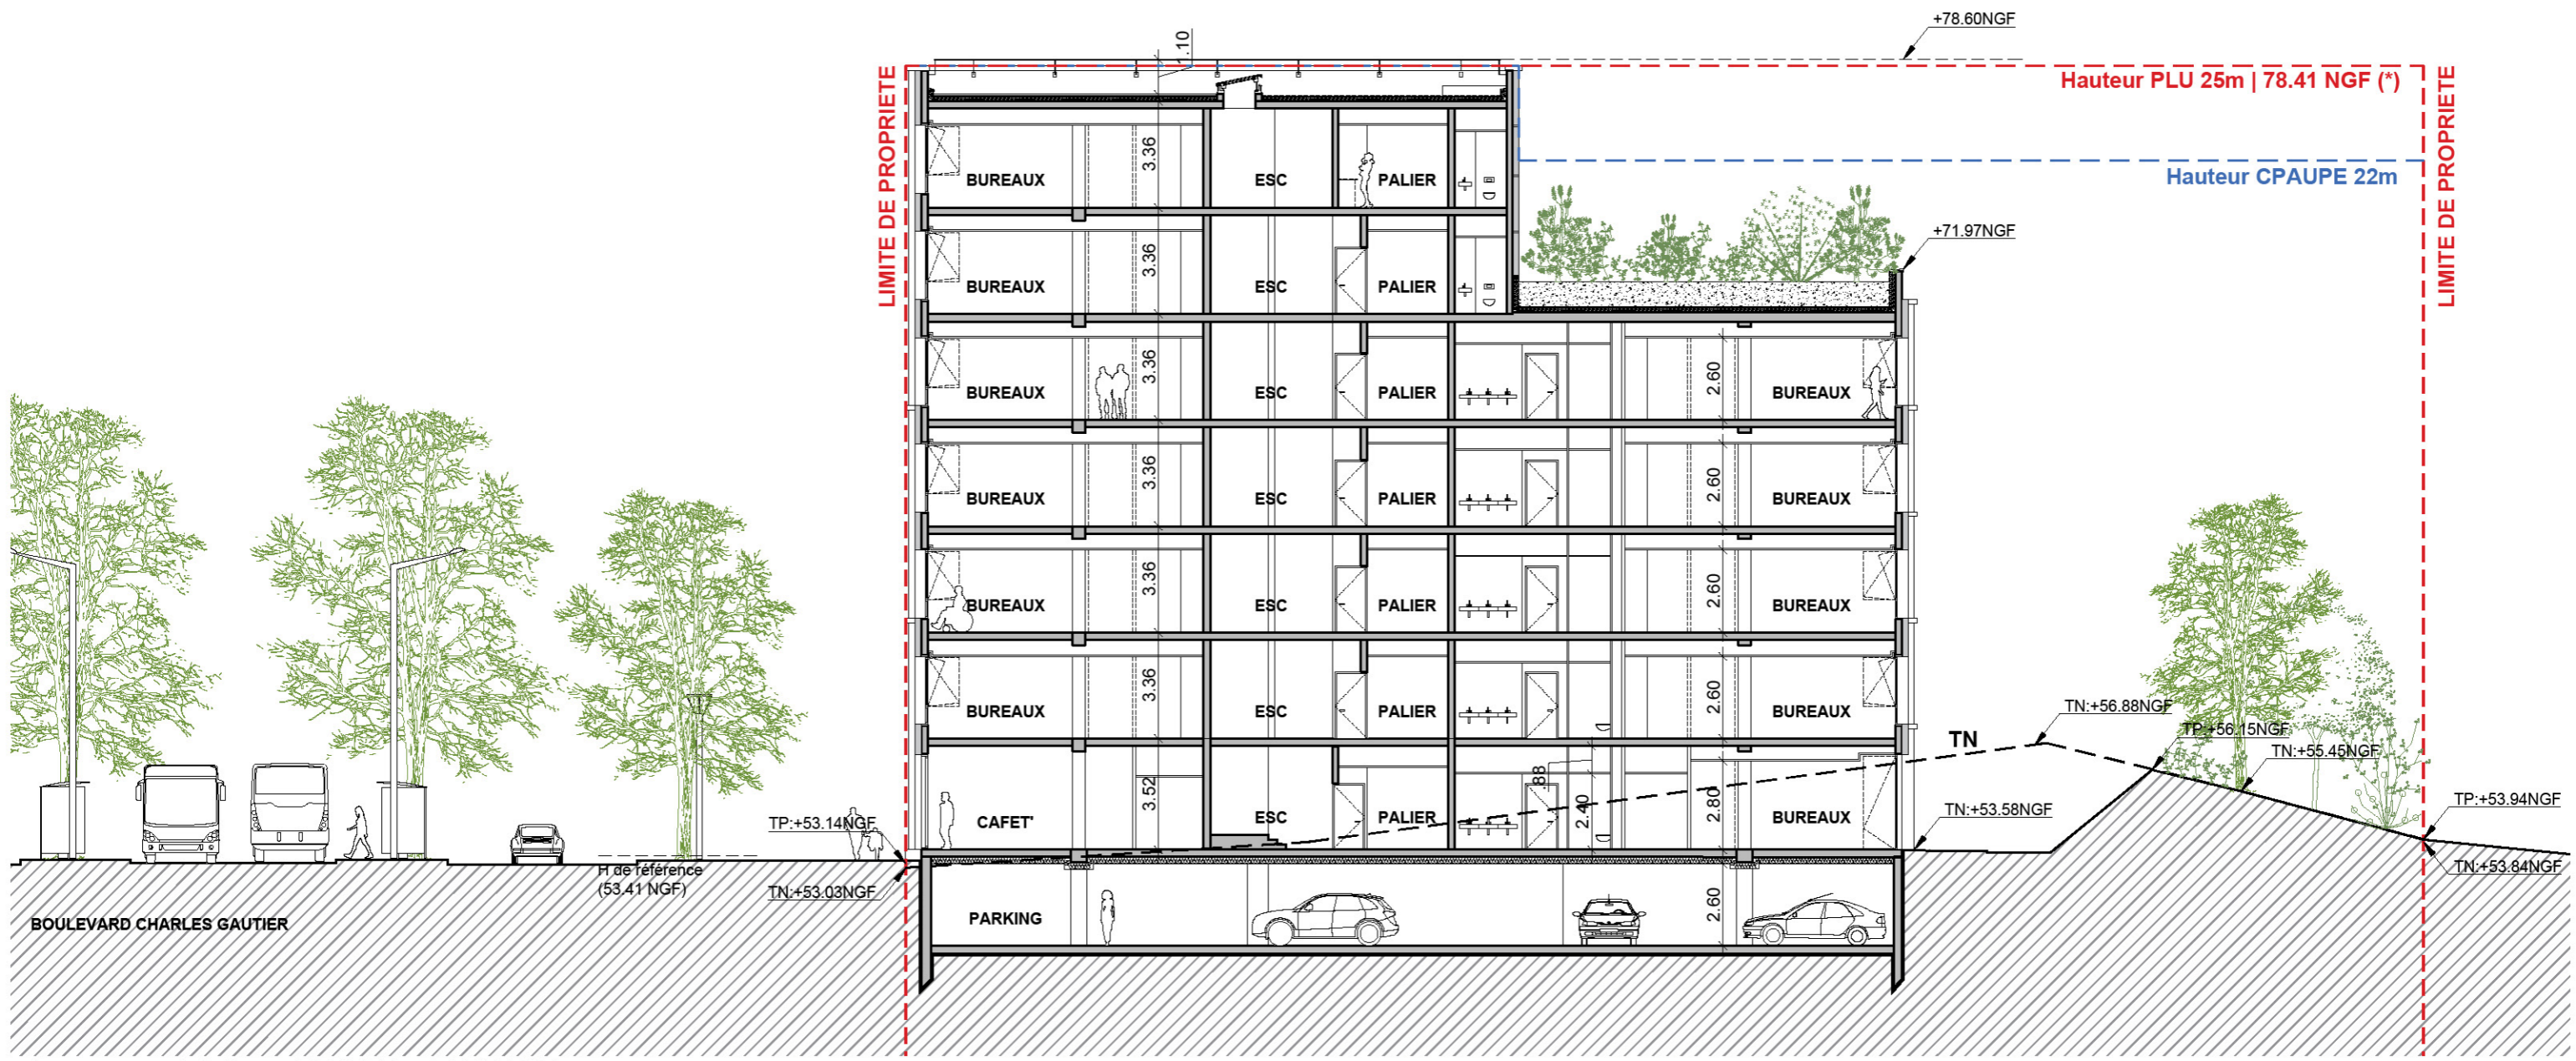 +78.60NGF
.10
LIMITE DE PROPRIETE
Hauteur PLU 25m | 78.41 NGF (*)
LIMITE DE PROPRIETE
Hauteur CPAUPE 22m
3.36
BUREAUX
ESC
PALIER
+71.97NGF
3.36
BUREAUX
ESC
PALIER
3.36
2.60
BUREAUX
ESC
PALIER
BUREAUX
3.36
2.60
BUREAUX
ESC
PALIER
BUREAUX
3.36
2.60
BUREAUX
ESC
PALIER
BUREAUX
3.36
2.60
BUREAUX
ESC
PALIER
BUREAUX
TN:+56.88NGF
TP:+56.15NGF
TN
TN:+55.45NGF
.88
3.52
2.40
2.80
CAFET'
ESC
PALIER
BUREAUX
TP:+53.14NGF
TN:+53.58NGF
TP:+53.94NGF
H de référence
(53.41 NGF)
TN:+53.03NGF
TN:+53.84NGF
2.60
PARKING
BOULEVARD CHARLES GAUTIER